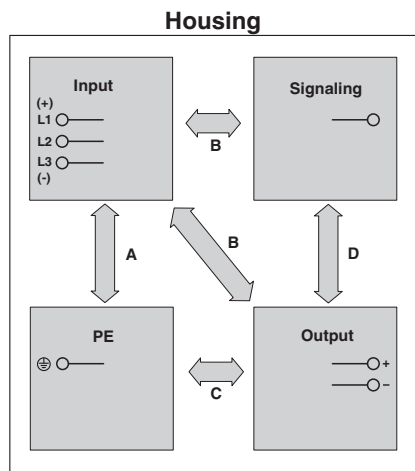 Housing
Input
(+)
L1
L2
L3
(-)
Signaling
B
A
B
D
PE
Output
+
–
C